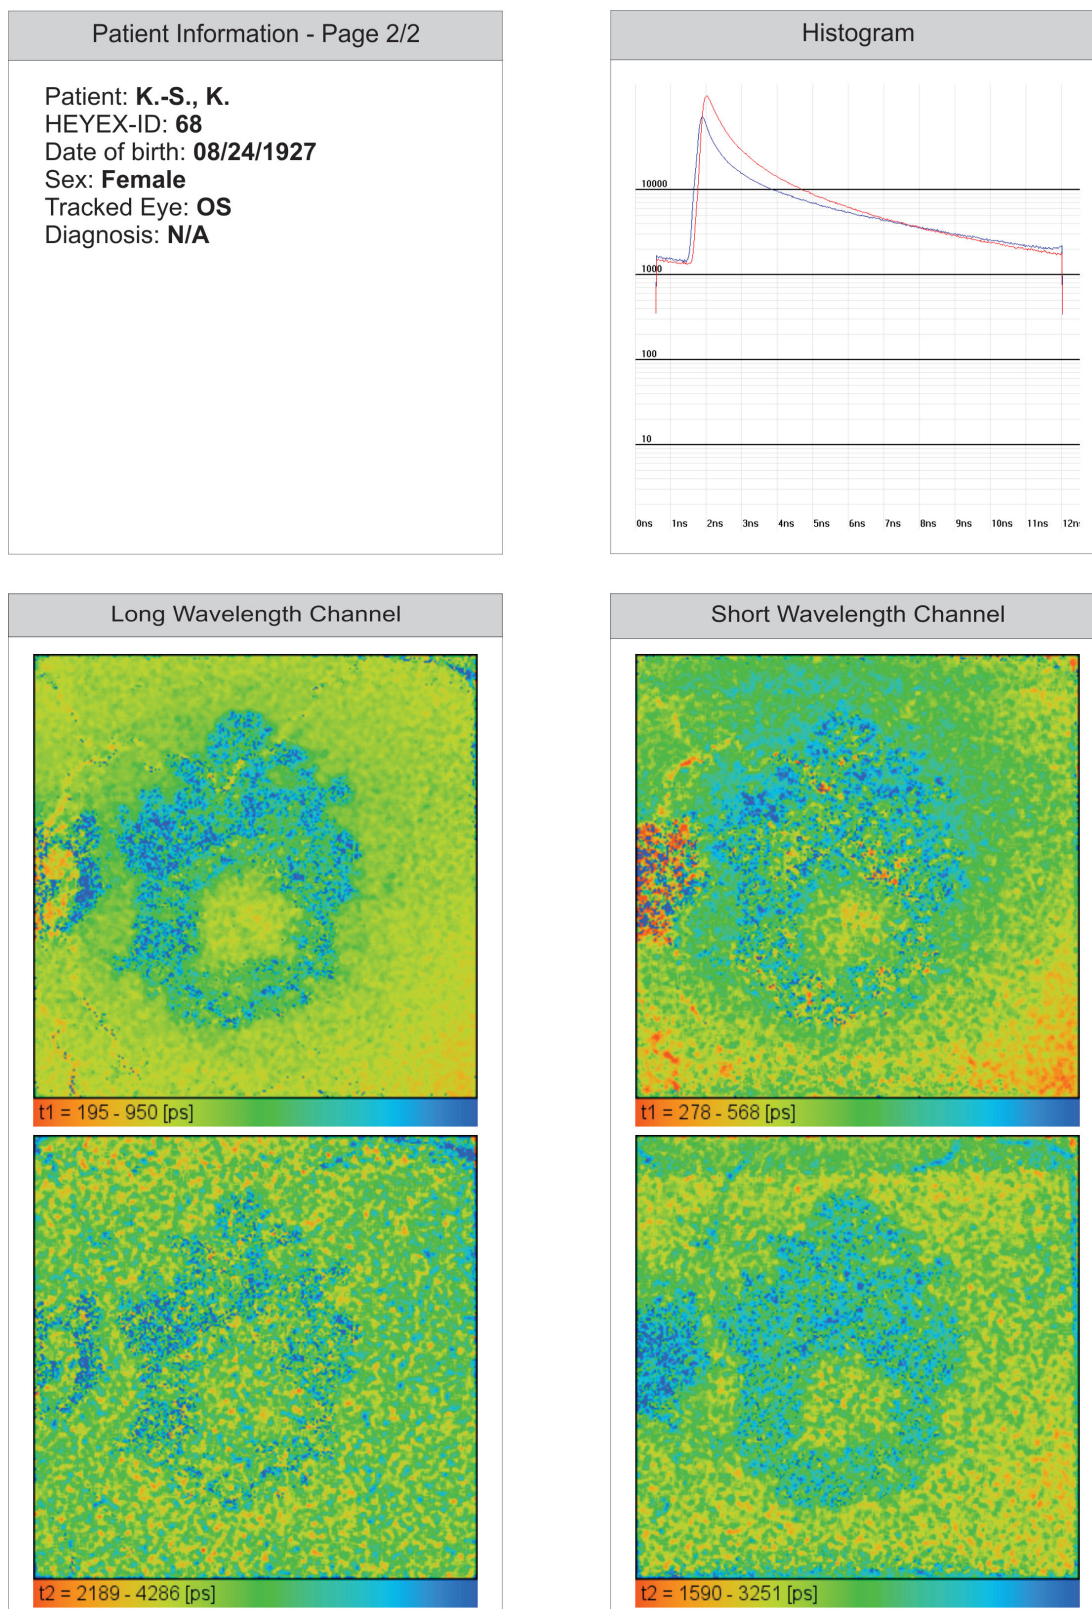 Patient Information - Page 2/2
Patient: K.-S., K.
HEYEX-ID: 68
Date of birth: 08/24/1927
Sex: Female
Tracked Eye: OS
Diagnosis: N/A
Histogram
10000
1000
100
10
0ns 1ns 2ns 3ns 4ns 5ns 6ns 7ns 8ns 9ns 10ns 11ns 12n
Long Wavelength Channel
t1 = 195 - 950 [ps]
t2 = 2189 - 4286 [ps]
Short Wavelength Channel
t1 = 278 - 568 [ps]
t2 = 1590 - 3251 [ps]